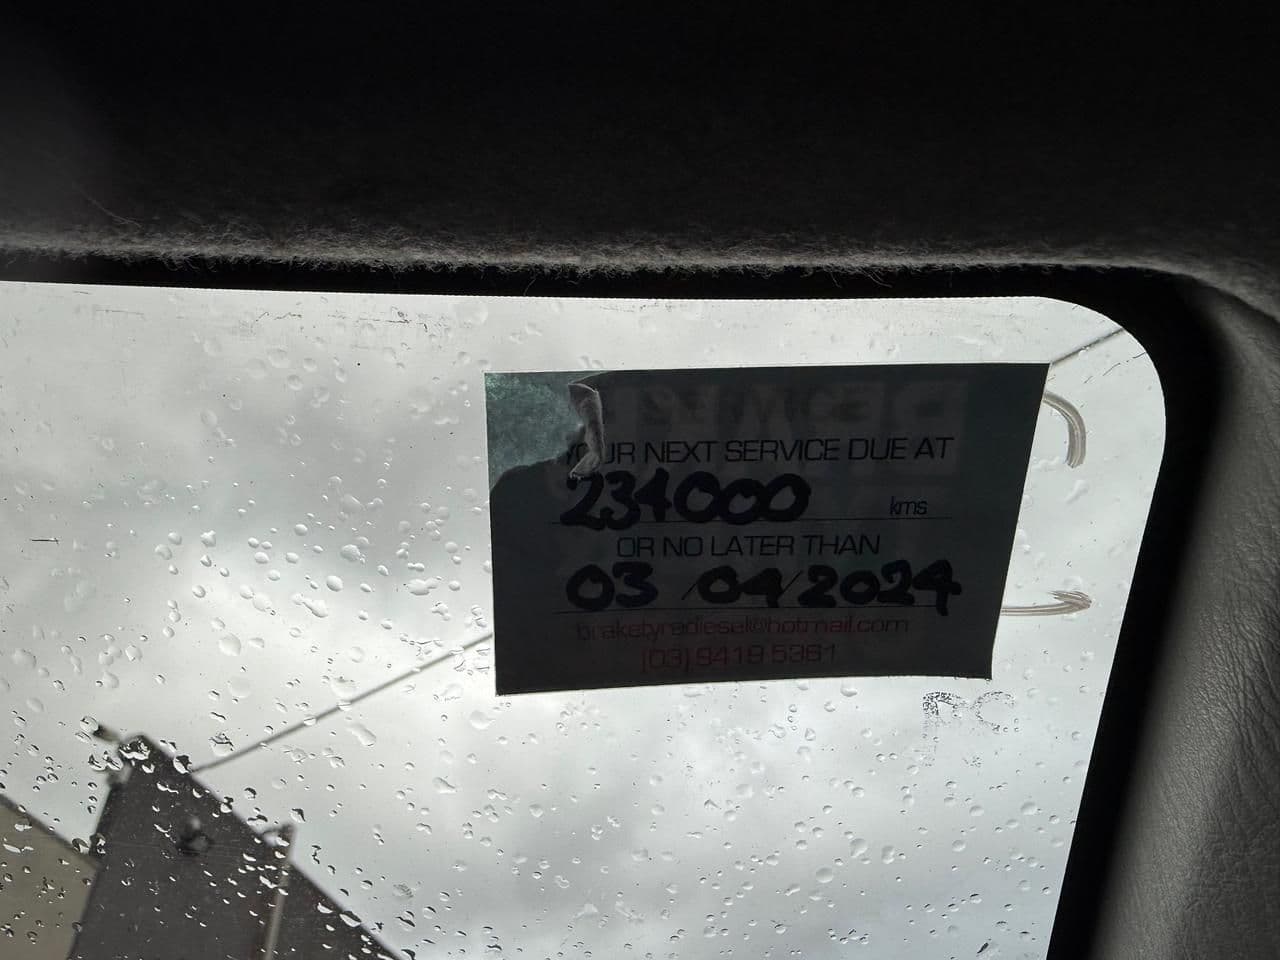 YOUR NEXT SERVICE DUE AT
234000 kms
OR NO LATER THAN
03/04/2024
braketyrediesel@hotmail.com
(03) 9419 5361